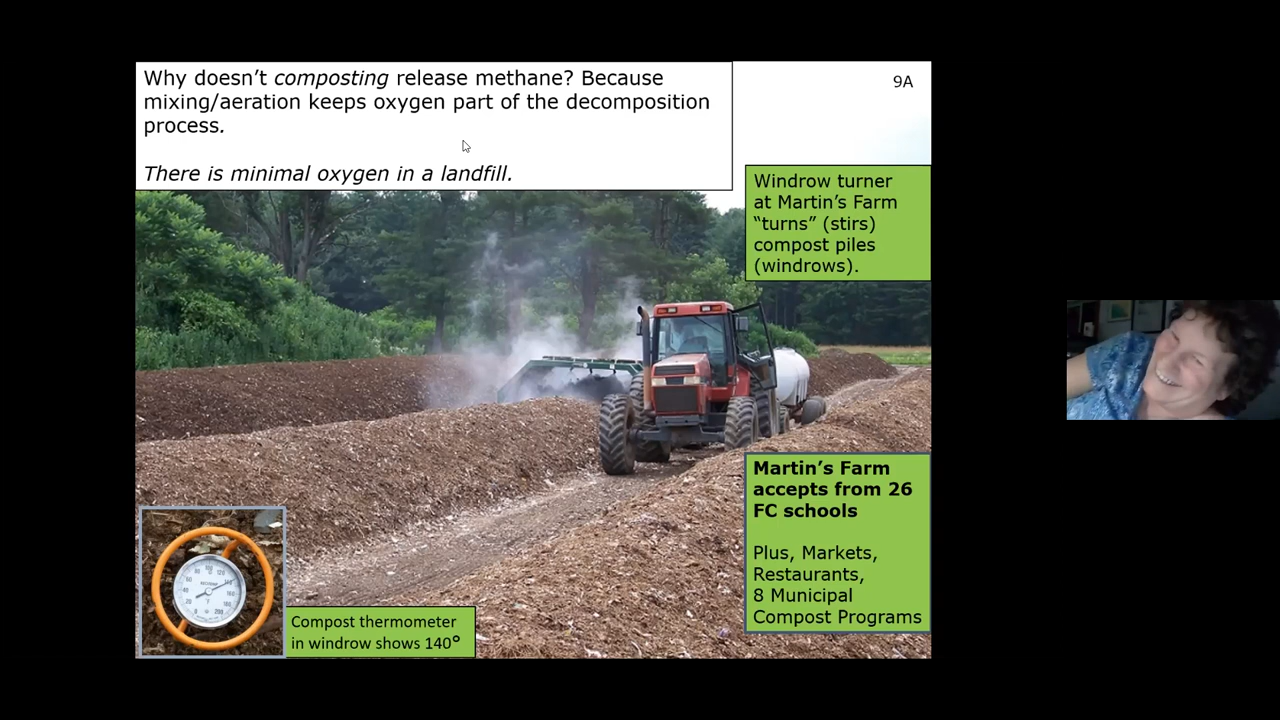 Why doesn’t composting release methane? Because
mixing/aeration keeps oxygen part of the decomposition
process.
There is minimal oxygen in a landfill.
9A
Windrow turner
at Martin’s Farm
“turns” (stirs)
compost piles
(windrows).
Martin’s Farm
accepts from 26
FC schools
Plus, Markets,
Restaurants,
8 Municipal
Compost Programs
Compost thermometer
in windrow shows 140°